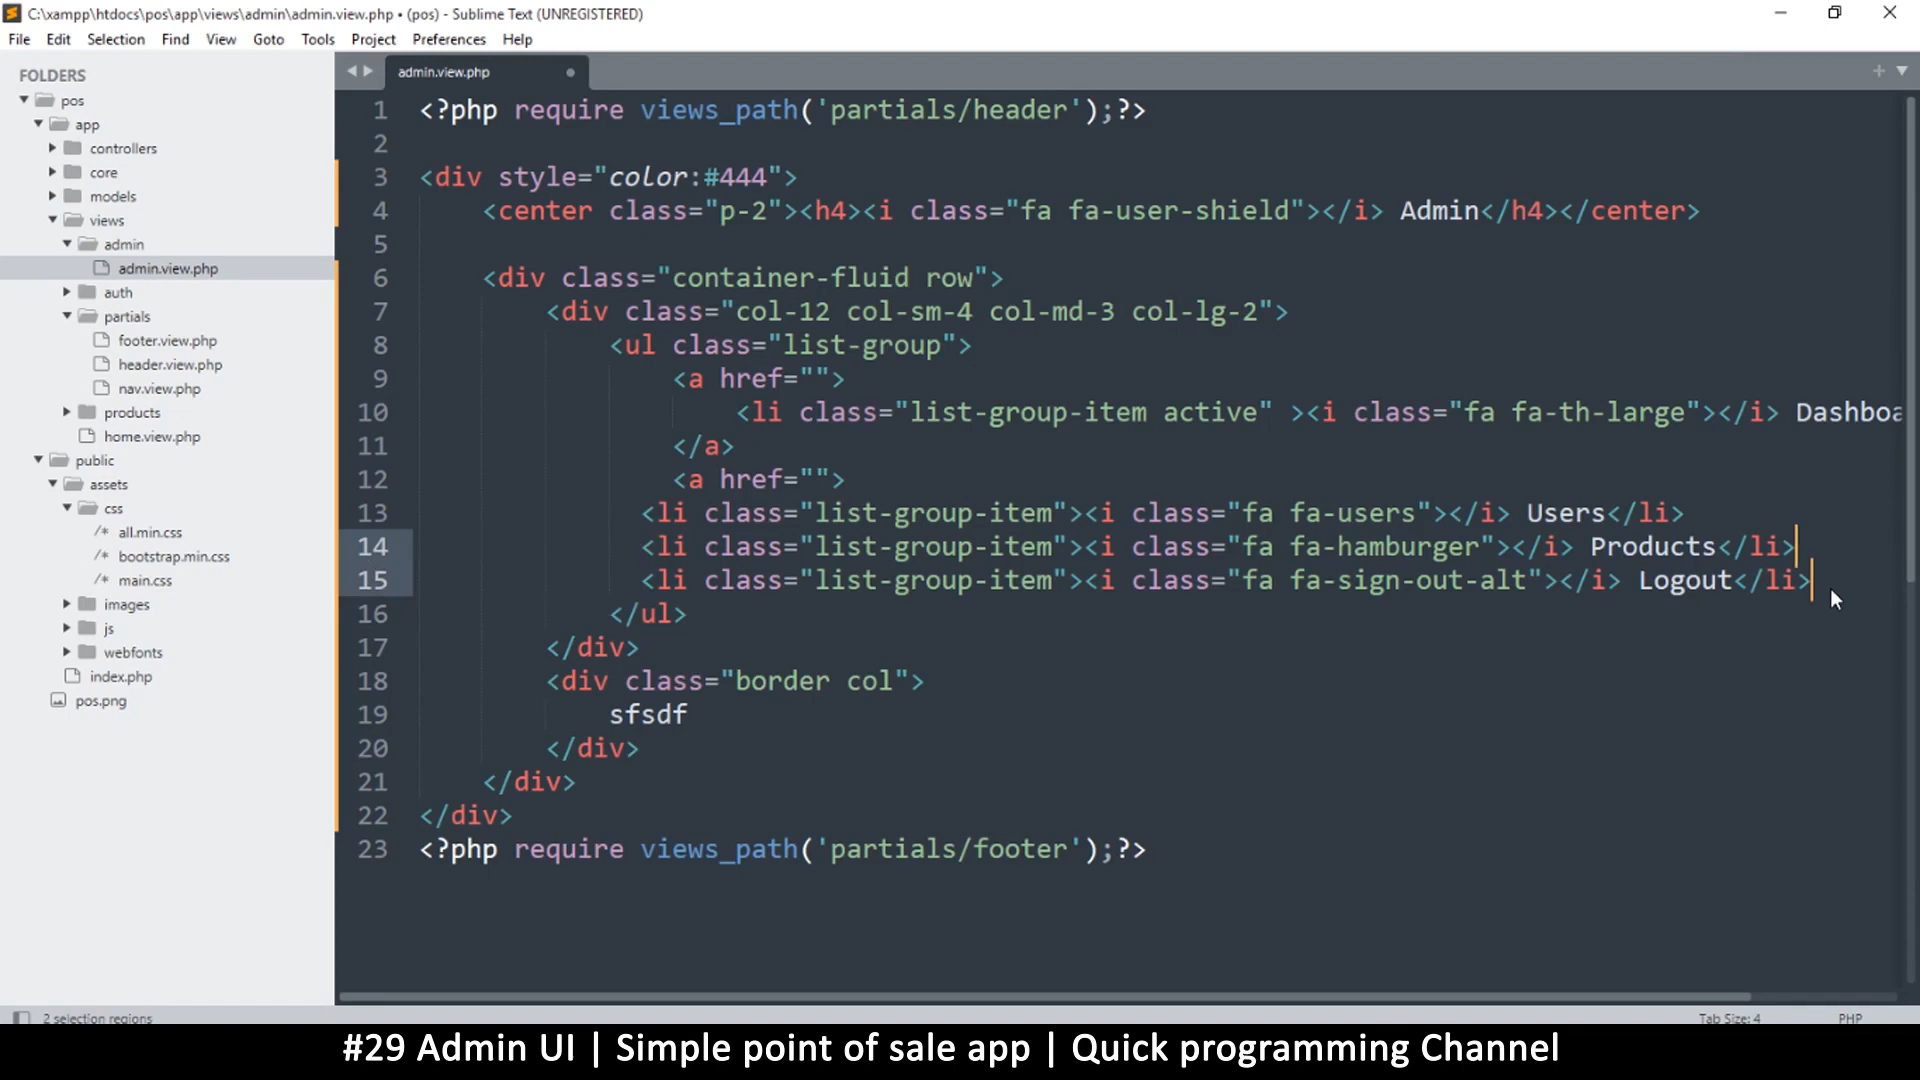 C:\xampp\htdocs\pos\app\views\admin\admin.view.php • (pos) - Sublime Text (UNREGISTERED)
File Edit Selection Find View Goto Tools Project Preferences Help
FOLDERS
pos
app
controllers
core
models
views
admin
admin.view.php
auth
partials
footer.view.php
header.view.php
nav.view.php
products
home.view.php
public
assets
css
/* all.min.css
/* bootstrap.min.css
/* main.css
images
js
webfonts
index.php
pos.png
admin.view.php
1 <?php require views_path('partials/header');?>
2
3 <div style="color:#444">
4 <center class="p-2"><h4><i class="fa fa-user-shield"></i> Admin</h4></center>
5
6 <div class="container-fluid row">
7 <div class="col-12 col-sm-4 col-md-3 col-lg-2">
8 <ul class="list-group">
9 <a href="">
10 <li class="list-group-item active" ><i class="fa fa-th-large"></i> Dashboa
11 </a>
12 <a href="">
13 <li class="list-group-item"><i class="fa fa-users"></i> Users</li>
14 <li class="list-group-item"><i class="fa fa-hamburger"></i> Products</li>
15 <li class="list-group-item"><i class="fa fa-sign-out-alt"></i> Logout</li>
16 </ul>
17 </div>
18 <div class="border col">
19 sfsdf
20 </div>
21 </div>
22 </div>
23 <?php require views_path('partials/footer');?>
2 selection regions Tab Size: 4 PHP
#29 Admin UI | Simple point of sale app | Quick programming Channel